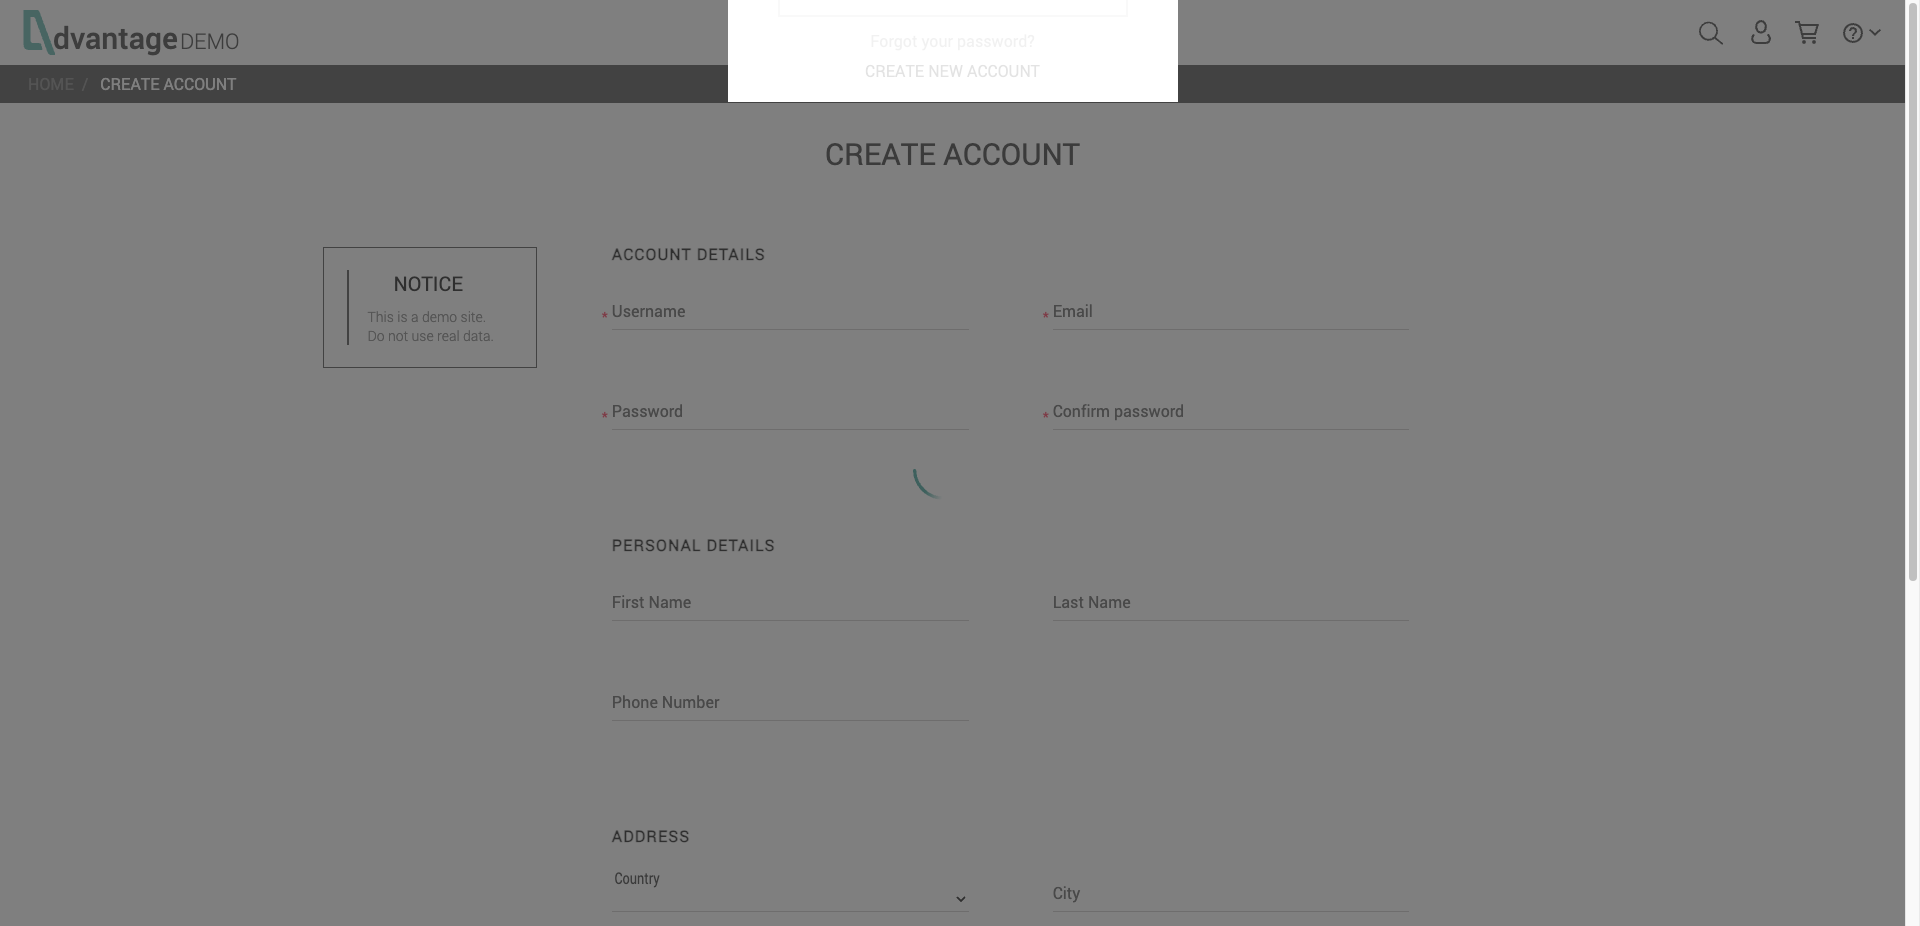 dvantage DEMO
Forgot your password?
CREATE NEW ACCOUNT
HOME / CREATE ACCOUNT
CREATE ACCOUNT
NOTICE
This is a demo site.
Do not use real data.
ACCOUNT DETAILS
* Username
* Email
* Password
* Confirm password
PERSONAL DETAILS
First Name
Last Name
Phone Number
ADDRESS
Country
City